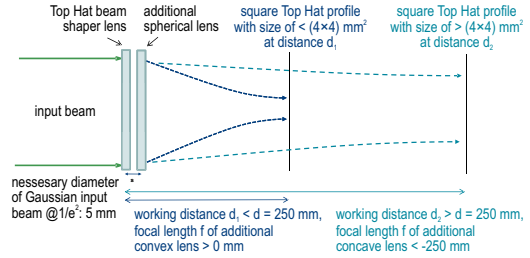 Top Hat beam
shaper lens
additional
spherical lens
square Top Hat profile
with size of < (4×4) mm²
at distance d₁
square Top Hat profile
with size of > (4×4) mm²
at distance d₂
input beam
nessesary diameter
of Gaussian input
beam @1/e²: 5 mm
working distance d₁ < d = 250 mm,
focal length f of additional
convex lens > 0 mm
working distance d₂ > d = 250 mm,
focal length f of additional
concave lens < -250 mm